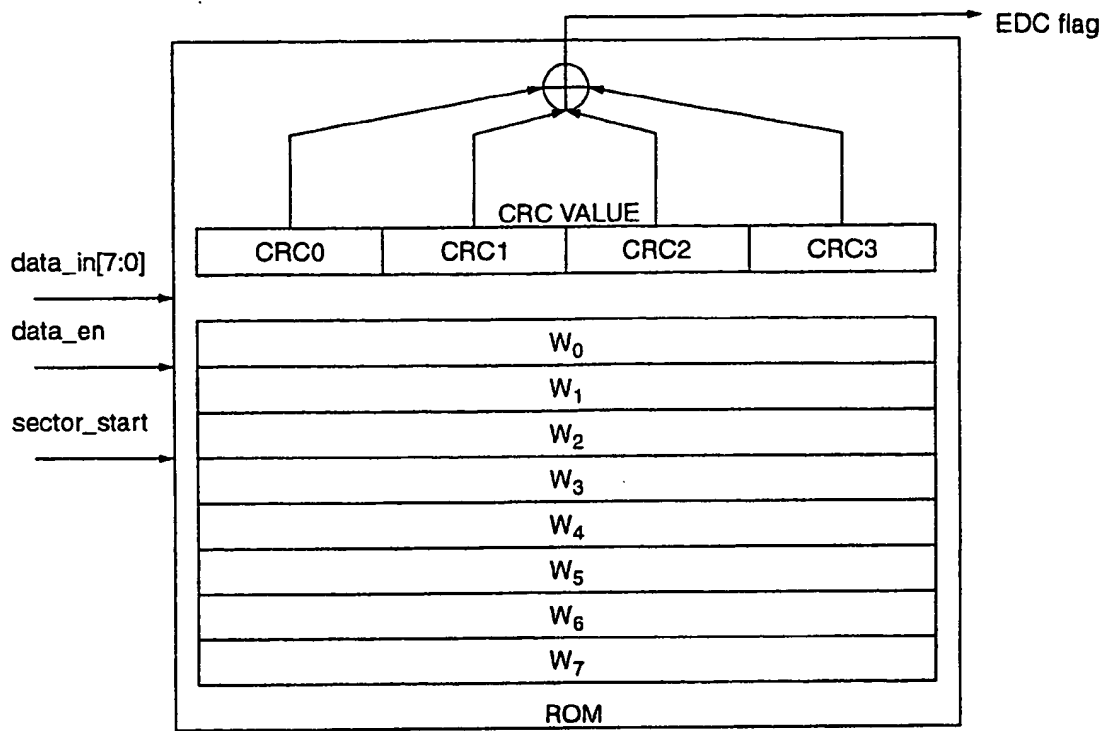 EDC flag
CRC VALUE
CRC0 CRC1 CRC2 CRC3
data_in[7:0]
data_en
sector_start
W₀
W₁
W₂
W₃
W₄
W₅
W₆
W₇
ROM